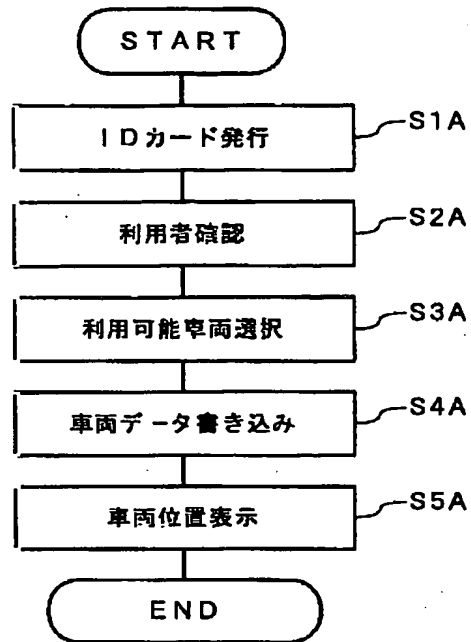 START
IDカード発行
S1A
利用者確認
S2A
利用可能車両選択
S3A
車両データ書き込み
S4A
車両位置表示
S5A
END